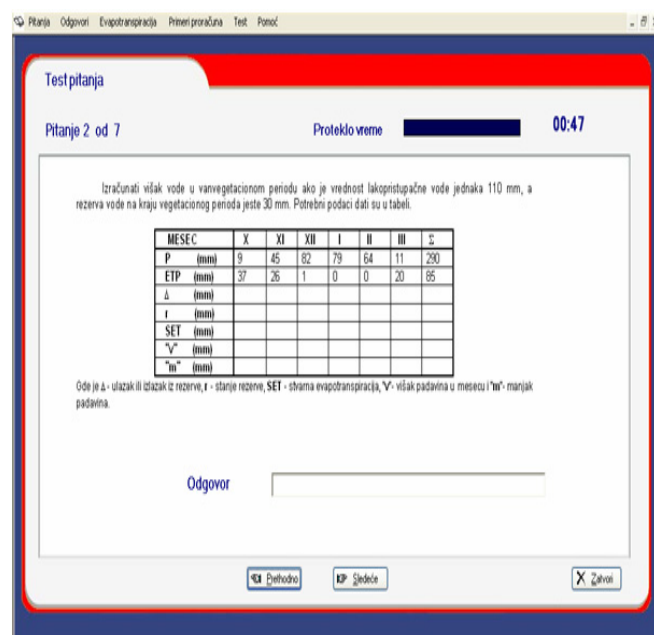 Pitanja Odgovori Evapotranspiracija Primeri proračuna Test Pomoć
Test pitanja
Pitanje 2 od 7 Proteklo vreme 00:47
Izračunati višak vode u vanvegetacionom periodu ako je vrednost lakopristupačne vode jednaka 110 mm, a
rezerva vode na kraju vegetacionog perioda jeste 30 mm. Potrebni podaci dati su u tabeli.
MESEC X XI XII I II III Σ
P (mm) 9 45 82 79 64 11 290
ETP (mm) 37 26 1 0 0 20 85
Δ (mm)
r (mm)
SET (mm)
"V" (mm)
"m" (mm)
Gde je Δ - ulazak ili izlazak iz rezerve, r - stanje rezerve, SET - stvarna evapotranspiracija, "V"- višak padavina u mesecu i "m"- manjak
padavina.
Odgovor
Prethodno Sledeće Zatvori